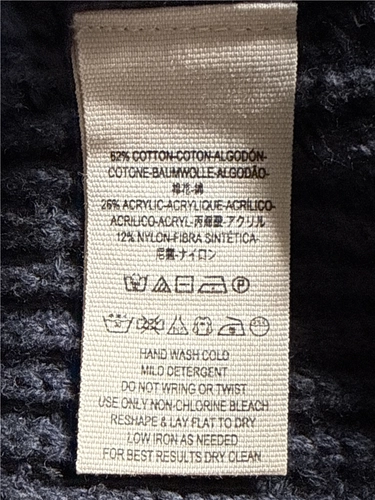 62% COTTON-COTON-ALGODÓN-
COTONE-BAUMWOLLE-ALGODÃO-
棉花-綿
26% ACRYLIC-ACRYLIQUE-ACRILICO-
ACRILICO-ACRYL-丙烯酸-アクリル
12% NYLON-FIBRA SINTÉTICA-
尼龍-ナイロン
P
HAND WASH COLD
MILD DETERGENT
DO NOT WRING OR TWIST
USE ONLY NON-CHLORINE BLEACH
RESHAPE & LAY FLAT TO DRY
LOW IRON AS NEEDED
FOR BEST RESULTS DRY CLEAN